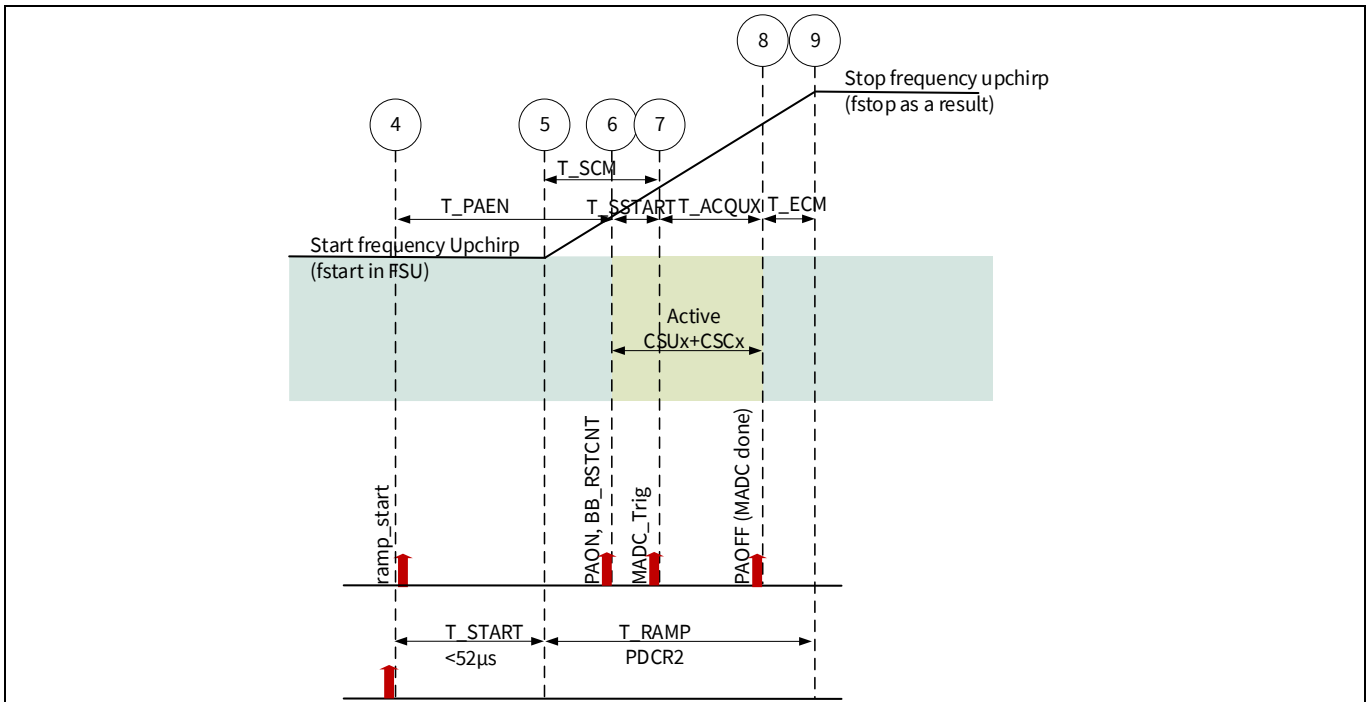 8
9
Stop frequency upchirp
(fstop as a result)
4
5
6
7
T_SCM
T_PAEN
T_SSTART
T_ACQUX
T_ECM
Start frequency Upchirp
(fstart in FSU)
Active
CSUx+CSCx
ramp_start
PAON, BB_RSTCNT
MADC_Trig
PAOFF (MADC done)
T_START
<52µs
T_RAMP
PDCR2